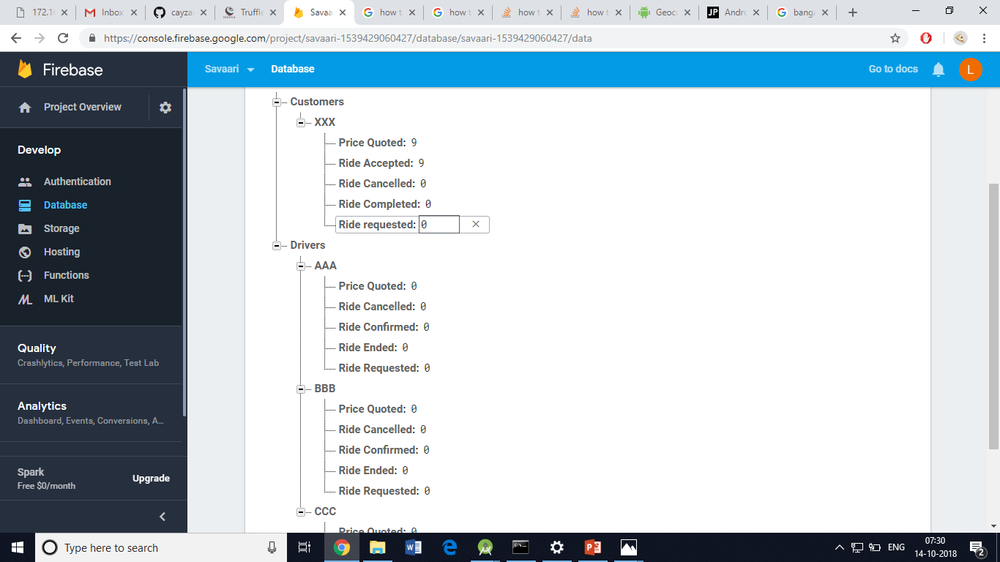 172.1
Inbox
cayza
Truffle
Savaa
how t
how t
how t
how t
Geoc
JP Andro
banga
https://console.firebase.google.com/project/savaari-1539429060427/database/savaari-1539429060427/data
Firebase
Savaari Database Go to docs L
Project Overview
Develop
Authentication
Database
Storage
Hosting
Functions
ML Kit
Quality
Crashlytics, Performance, Test Lab
Analytics
Dashboard, Events, Conversions, A...
Spark
Free $0/month
Upgrade
Customers
XXX
Price Quoted: 9
Ride Accepted: 9
Ride Cancelled: 0
Ride Completed: 0
Ride requested: 0
Drivers
AAA
Price Quoted: 0
Ride Cancelled: 0
Ride Confirmed: 0
Ride Ended: 0
Ride Requested: 0
BBB
Price Quoted: 0
Ride Cancelled: 0
Ride Confirmed: 0
Ride Ended: 0
Ride Requested: 0
CCC
Price Quoted: 0
Type here to search
ENG
07:30
14-10-2018
2